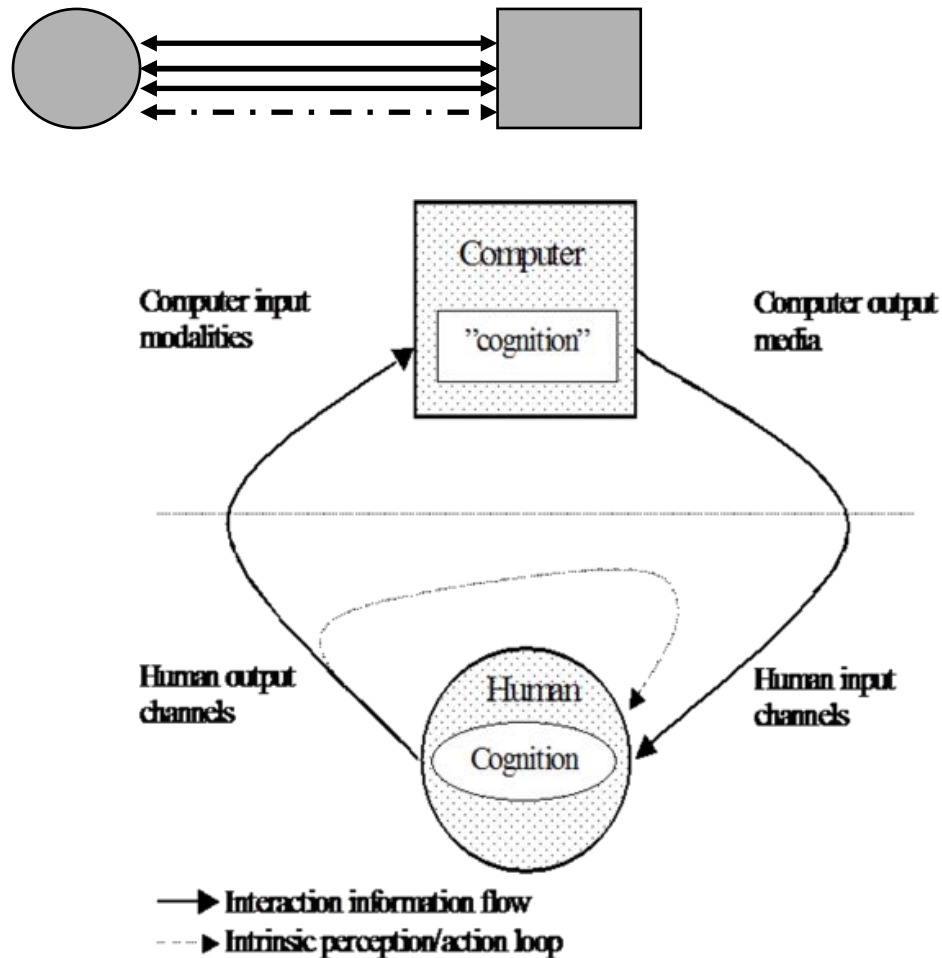 Computer
”cognition”
Computer input
modalities
Computer output
media
Human output
channels
Human
Cognition
Human input
channels
Interaction information flow
Intrinsic perception/action loop